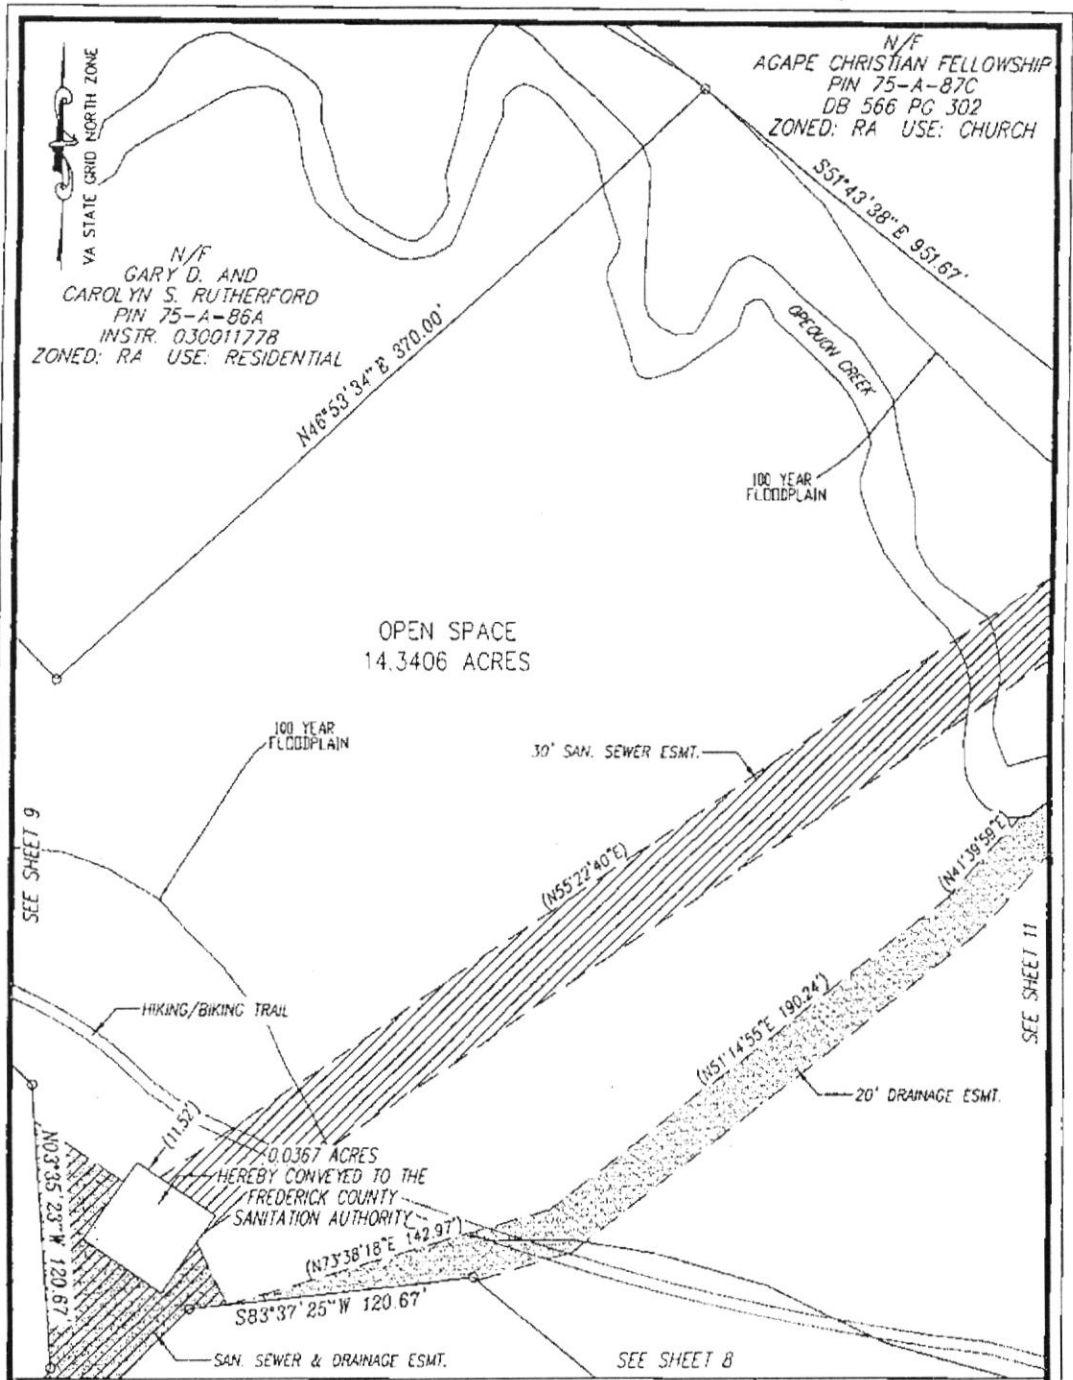 N/F
AGAPE CHRISTIAN FELLOWSHIP
PIN 75-A-87C
DB 566 PG 302
ZONED: RA USE: CHURCH
VA STATE GRID NORTH ZONE
S51°43'38"E 951.67'
N/F
GARY D. AND
CAROLYN S. RUTHERFORD
PIN 75-A-86A
INSTR. 030011778
ZONED: RA USE: RESIDENTIAL
N46°53'34"E 370.00'
OPEQUON CREEK
100 YEAR
FLOODPLAIN
OPEN SPACE
14.3406 ACRES
100 YEAR
FLOODPLAIN
30' SAN. SEWER ESMT.
SEE SHEET 9
(N55°22'40"E)
(N41°39'59"E)
SEE SHEET 11
HIKING/BIKING TRAIL
(N51°14'55"E 190.24')
20' DRAINAGE ESMT.
(11.52')
0.0367 ACRES
HEREBY CONVEYED TO THE
FREDERICK COUNTY
SANITATION AUTHORITY
N03°35'23"W 120.67'
(N73°38'18"E 142.97')
S83°37'25"W 120.67'
SAN. SEWER & DRAINAGE ESMT.
SEE SHEET 8